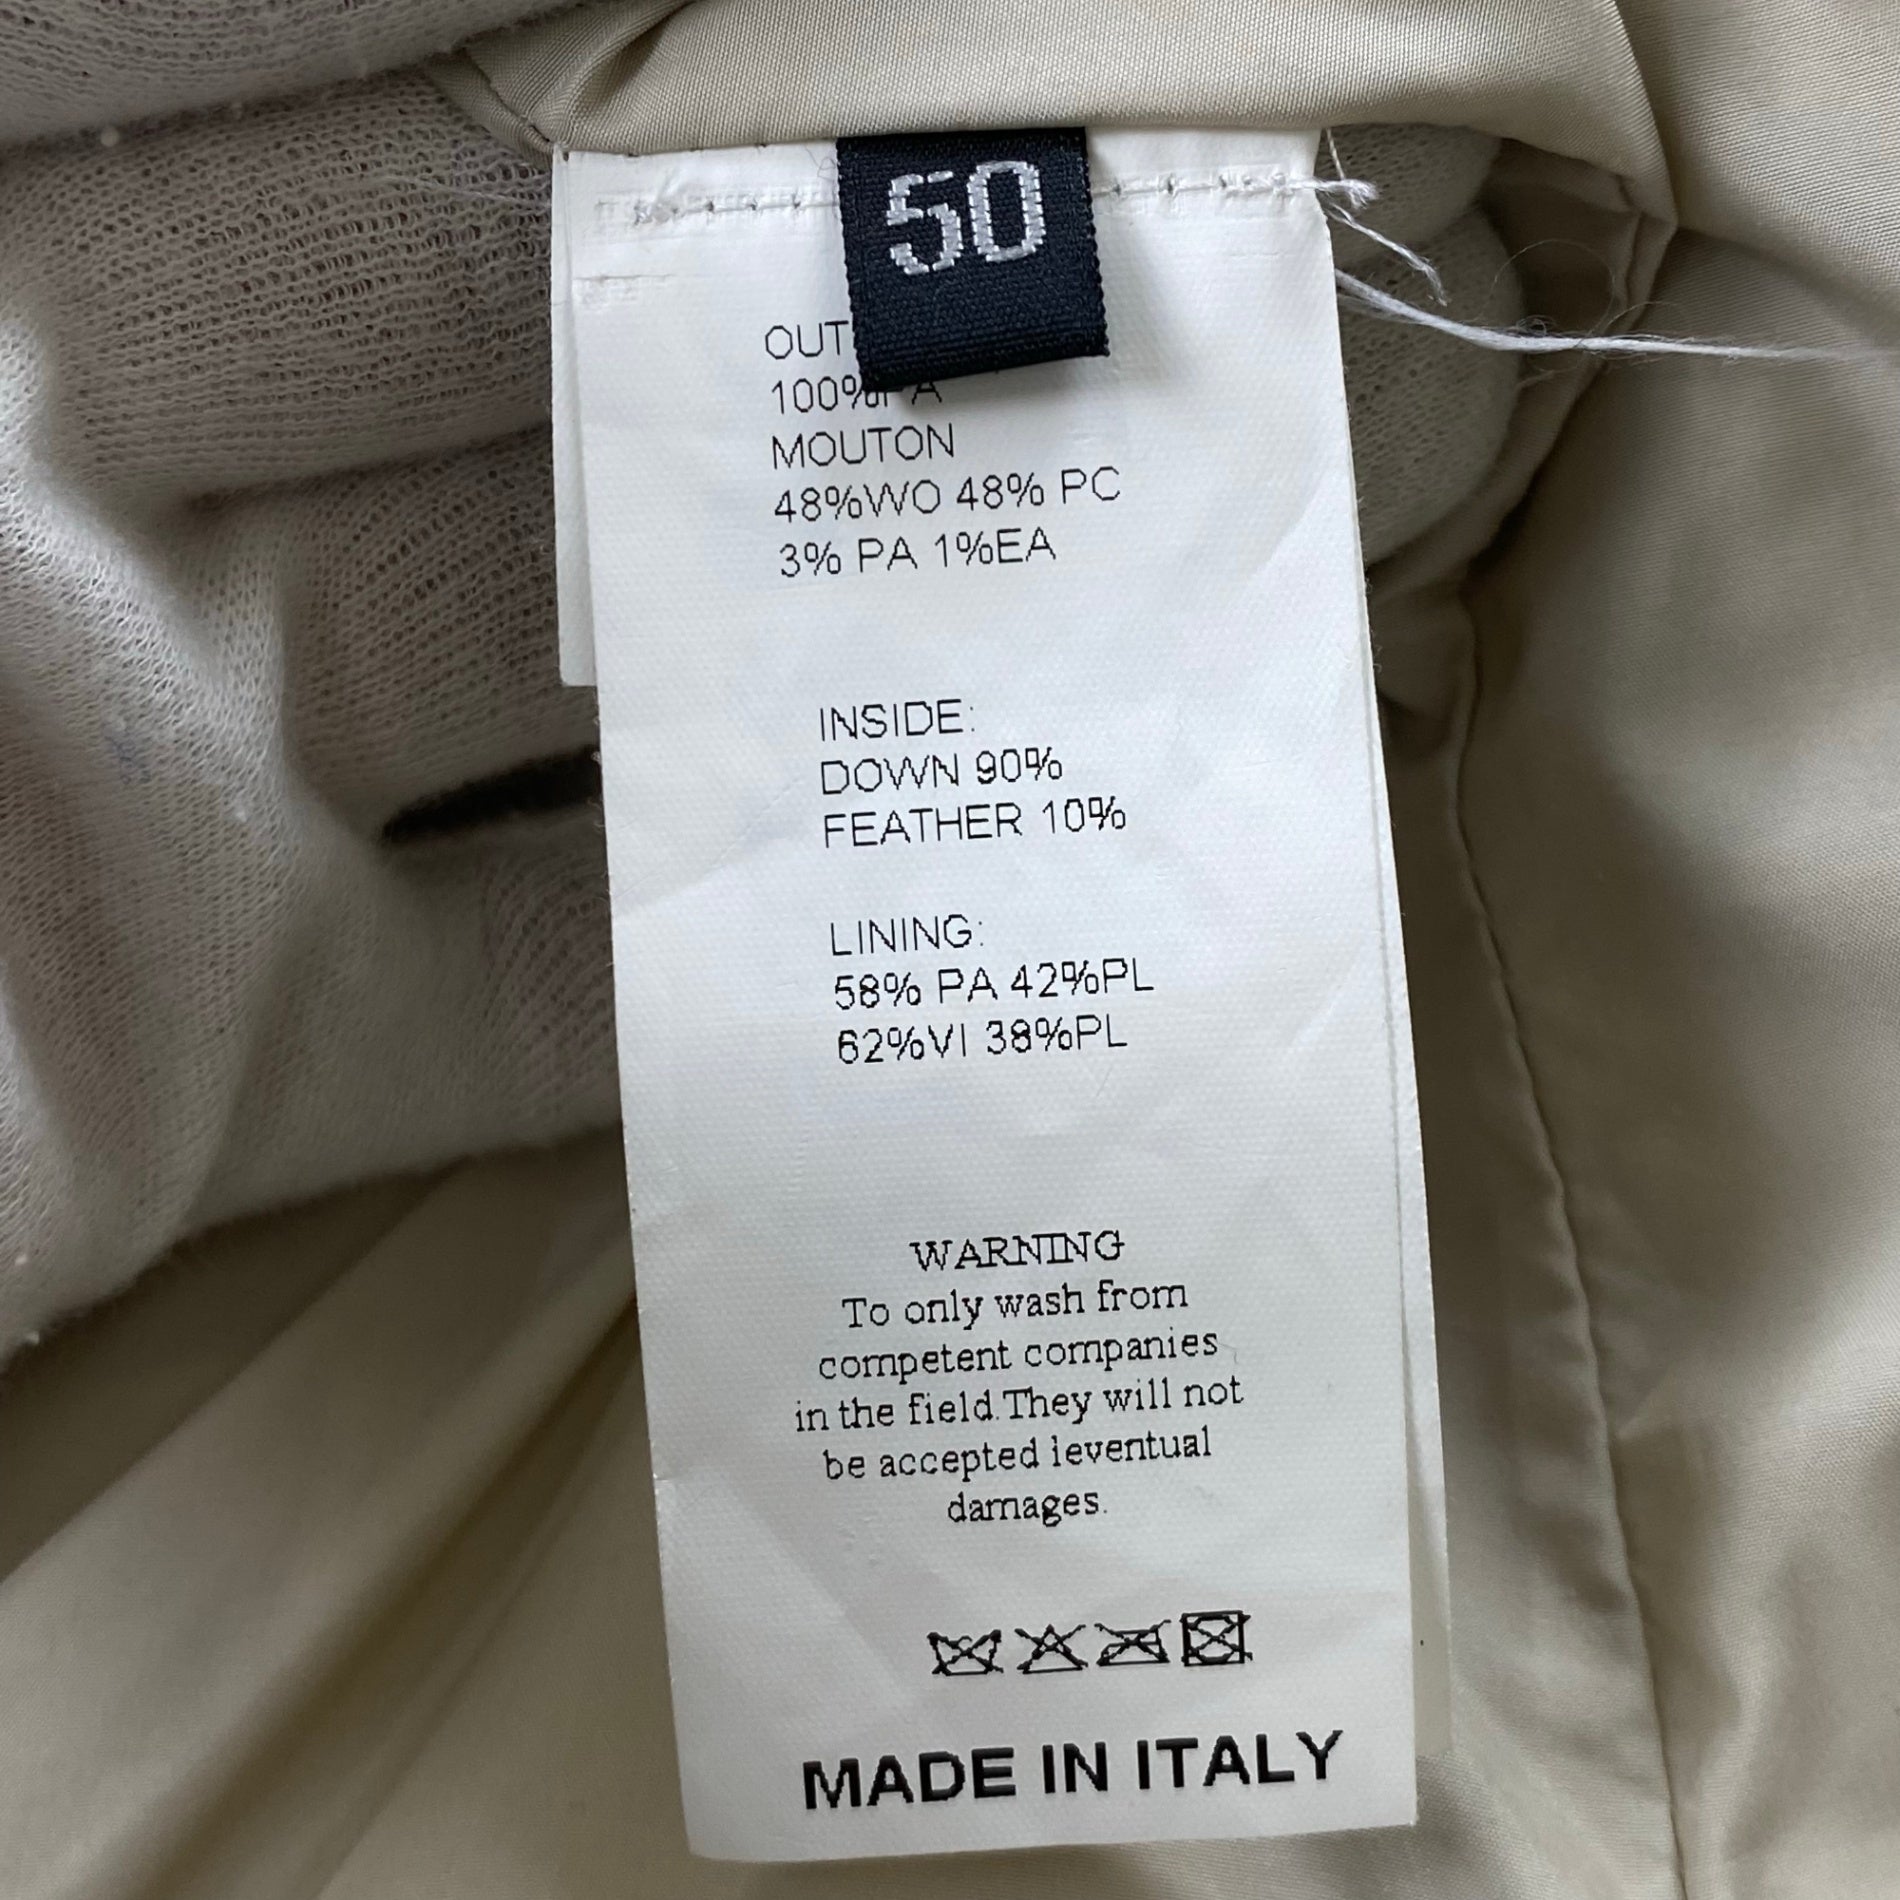 50
OUT
100%PA
MOUTON
48%WO 48% PC
3% PA 1%EA
INSIDE:
DOWN 90%
FEATHER 10%
LINING:
58% PA 42%PL
62%VI 38%PL
WARNING
To only wash from
competent companies
in the field.They will not
be accepted ieventual
damages.
MADE IN ITALY